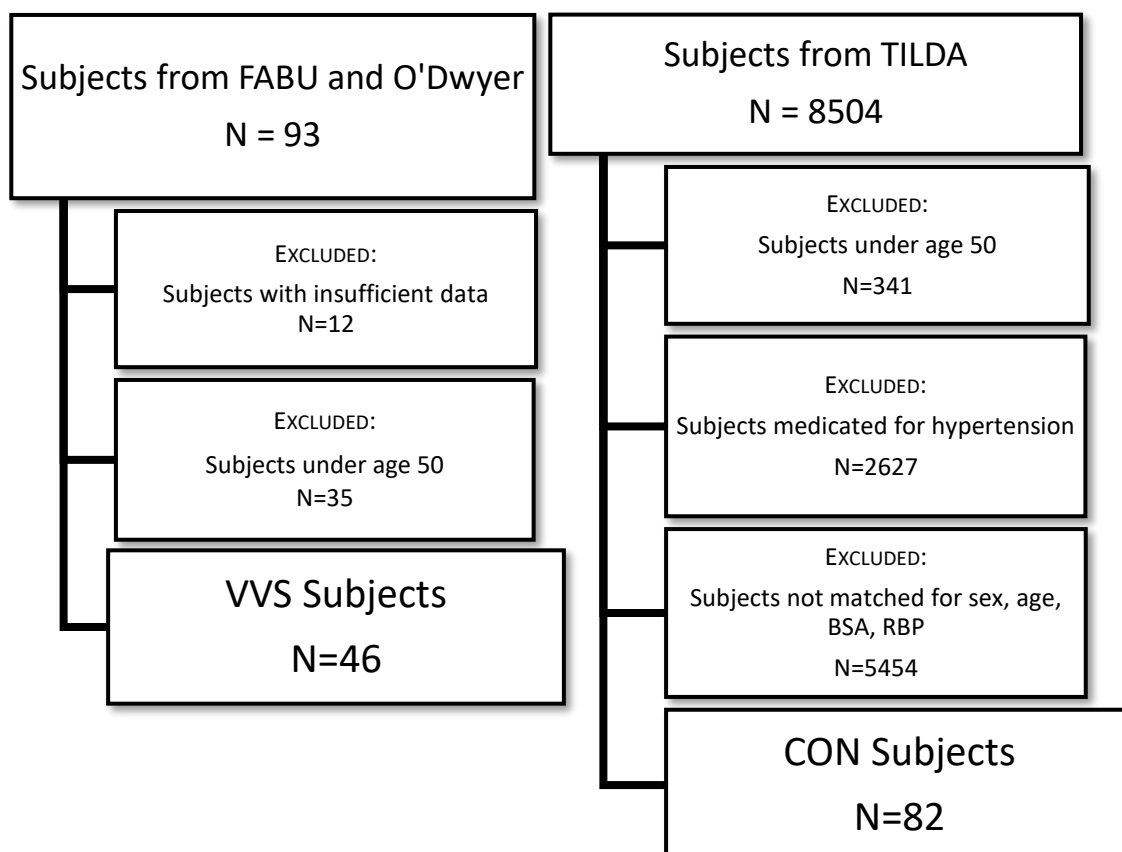 Subjects from FABU and O'Dwyer
N = 93
EXCLUDED:
Subjects with insufficient data
N=12
EXCLUDED:
Subjects under age 50
N=35
VVS Subjects
N=46
Subjects from TILDA
N = 8504
EXCLUDED:
Subjects under age 50
N=341
EXCLUDED:
Subjects medicated for hypertension
N=2627
EXCLUDED:
Subjects not matched for sex, age,
BSA, RBP
N=5454
CON Subjects
N=82